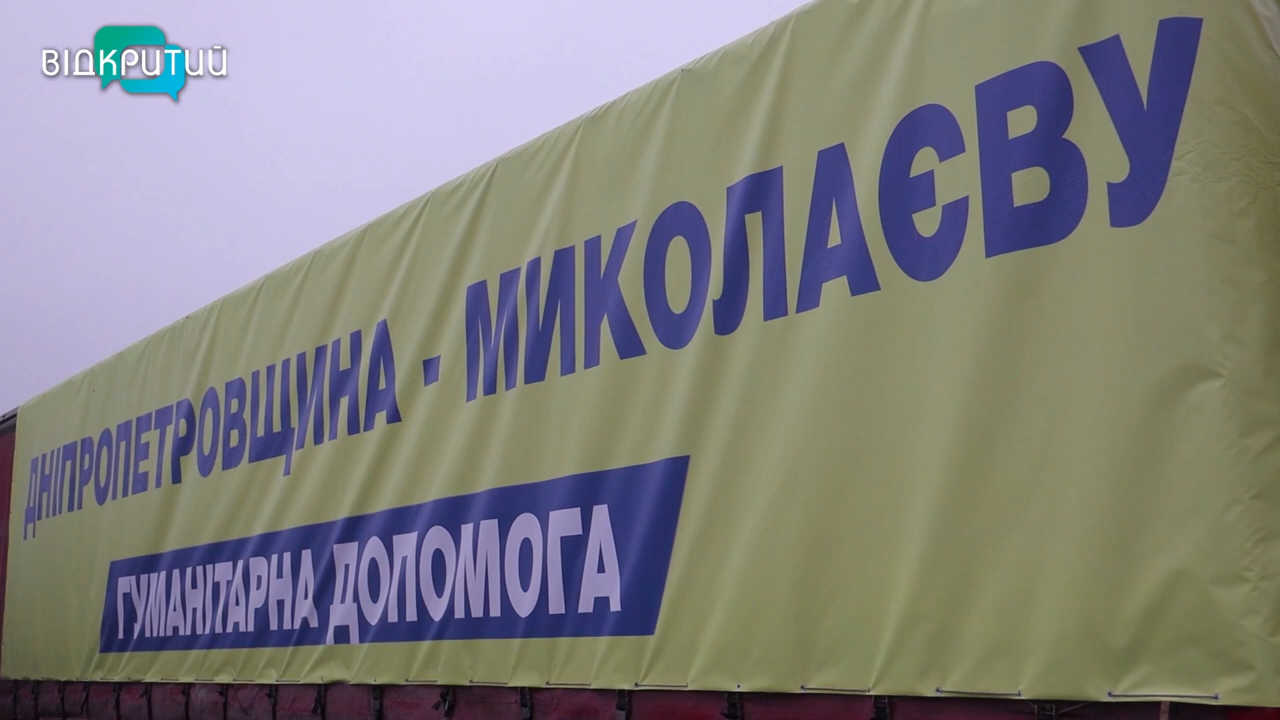 ВІДКРИТИЙ
ДНІПРОПЕТРОВЩИНА - МИКОЛАЄВУ
ГУМАНІТАРНА ДОПОМОГА